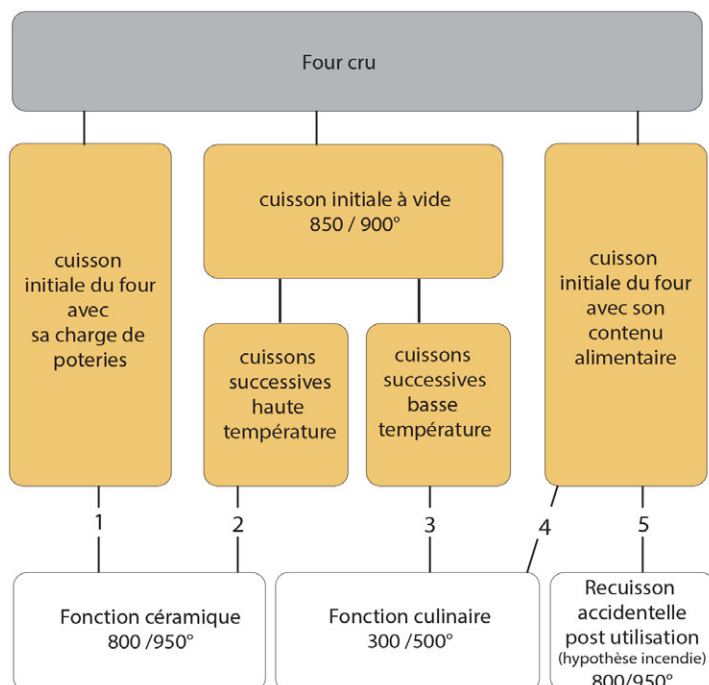 Four cru
cuisson
initiale du four
avec
sa charge de
poteries
cuisson initiale à vide
850 / 900°
cuissons
successives
haute
température
cuissons
successives
basse
température
cuisson
initiale du four
avec son
contenu
alimentaire
1
2
3
4
5
Fonction céramique
800 /950°
Fonction culinaire
300 /500°
Recuisson
accidentelle
post utilisation
(hypothèse incendie)
800/950°